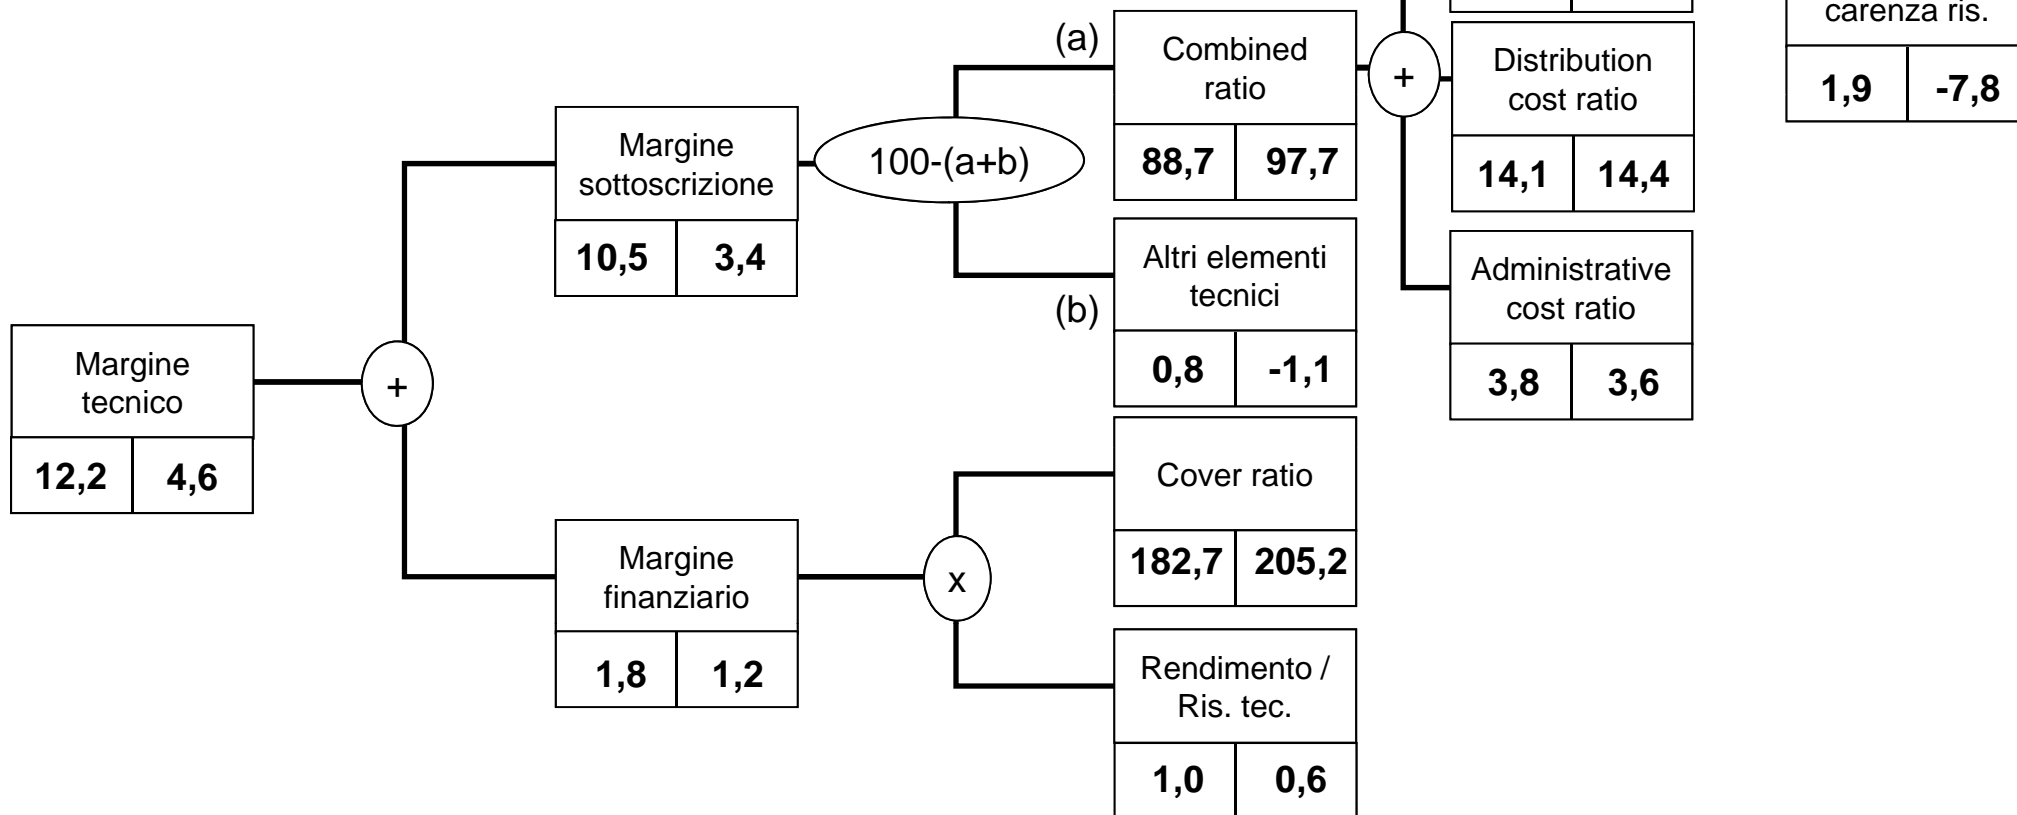 carenza ris.
1,9 -7,8
(a)
Combined
ratio
88,7 97,7
+
Distribution
cost ratio
14,1 14,4
Margine
sottoscrizione
10,5 3,4
100-(a+b)
Altri elementi
tecnici
(b)
0,8 -1,1
Administrative
cost ratio
3,8 3,6
Margine
tecnico
12,2 4,6
+
Cover ratio
182,7 205,2
Margine
finanziario
1,8 1,2
x
Rendimento /
Ris. tec.
1,0 0,6